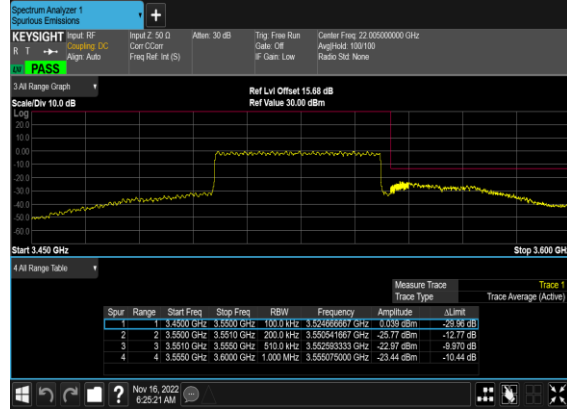 Spectrum Analyzer 1
Spurious Emissions
+
KEYSIGHT Input: RF Input Z: 50 Ω Atten: 30 dB Trig: Free Run Center Freq: 22.005000000 GHz
R T Coupling: DC Corr CCorr Gate: Off Avg|Hold: 100/100
Align: Auto Freq Ref: Int (S) IF Gain: Low Radio Std: None
PASS
3 All Range Graph
Ref Lvl Offset 15.68 dB
Scale/Div 10.0 dB Ref Value 30.00 dBm
Log
20.0
10.0
0.00
-10.0
-20.0
-30.0
-40.0
-50.0
-60.0
Start 3.450 GHz Stop 3.600 GHz
4 All Range Table
Measure Trace Trace 1
Trace Type Trace Average (Active)
Spur Range Start Freq Stop Freq RBW Frequency Amplitude ΔLimit
1 1 3.4500 GHz 3.5500 GHz 100.0 kHz 3.524666667 GHz 0.039 dBm -29.96 dB
2 2 3.5500 GHz 3.5510 GHz 200.0 kHz 3.550541667 GHz -25.77 dBm -12.77 dB
3 3 3.5510 GHz 3.5550 GHz 510.0 kHz 3.552593333 GHz -22.97 dBm -9.970 dB
4 4 3.5550 GHz 3.6000 GHz 1.000 MHz 3.555075000 GHz -23.44 dBm -10.44 dB
? Nov 16, 2022
6:25:21 AM